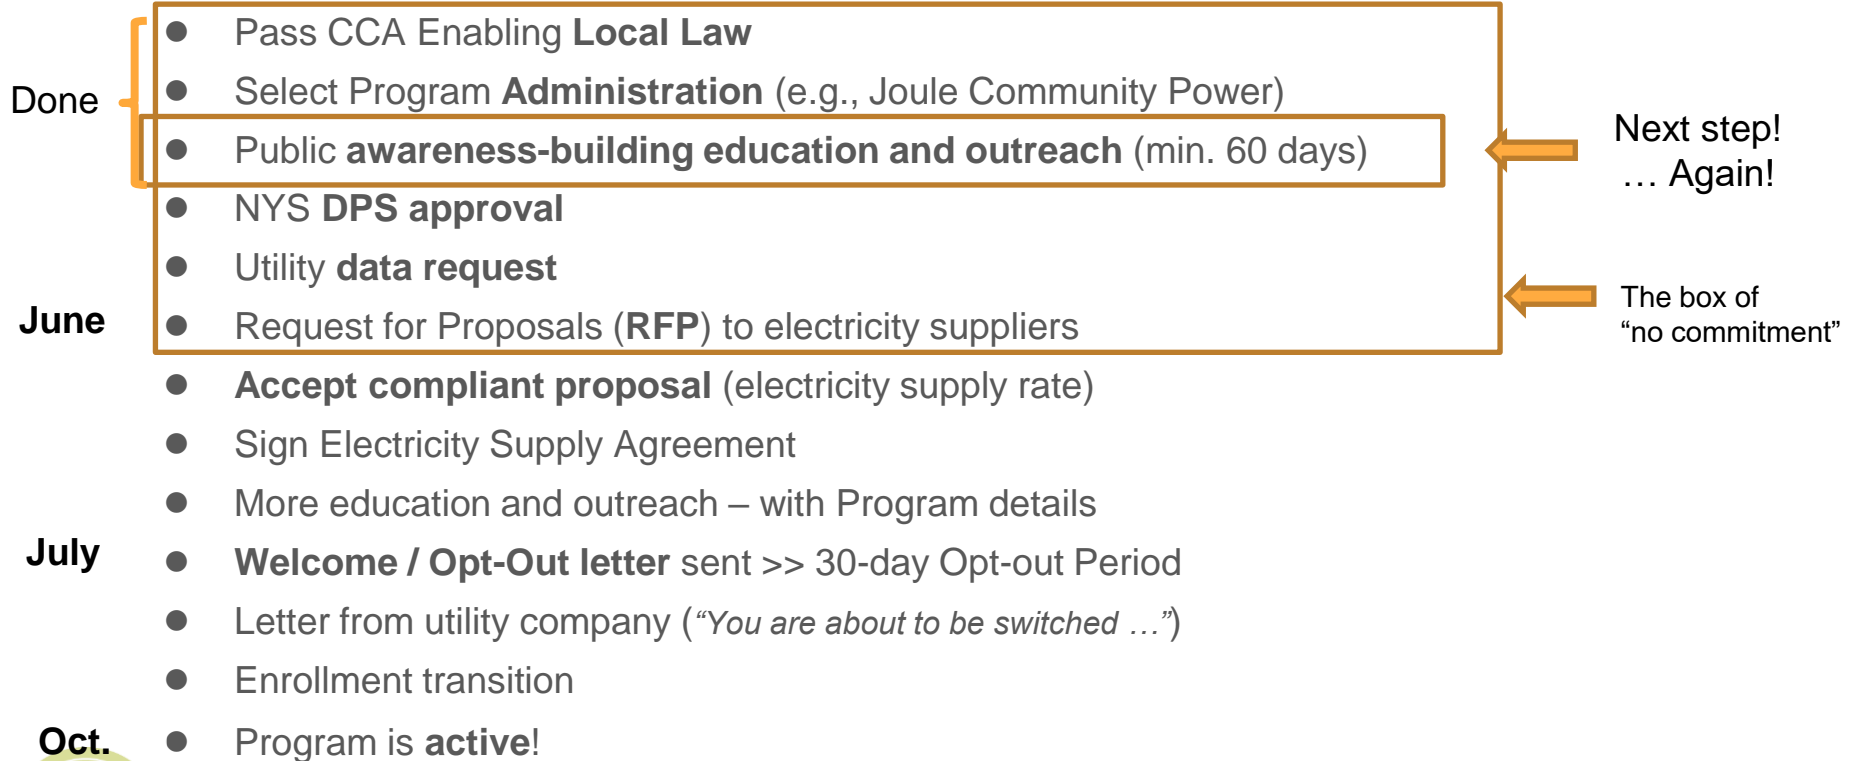 ● Pass CCA Enabling Local Law
Done
● Select Program Administration (e.g., Joule Community Power)
● Public awareness-building education and outreach (min. 60 days)
Next step!
… Again!
● NYS DPS approval
● Utility data request
June
● Request for Proposals (RFP) to electricity suppliers
The box of
“no commitment”
● Accept compliant proposal (electricity supply rate)
● Sign Electricity Supply Agreement
● More education and outreach – with Program details
July
● Welcome / Opt-Out letter sent >> 30-day Opt-out Period
● Letter from utility company (“You are about to be switched …”)
● Enrollment transition
Oct.
● Program is active!